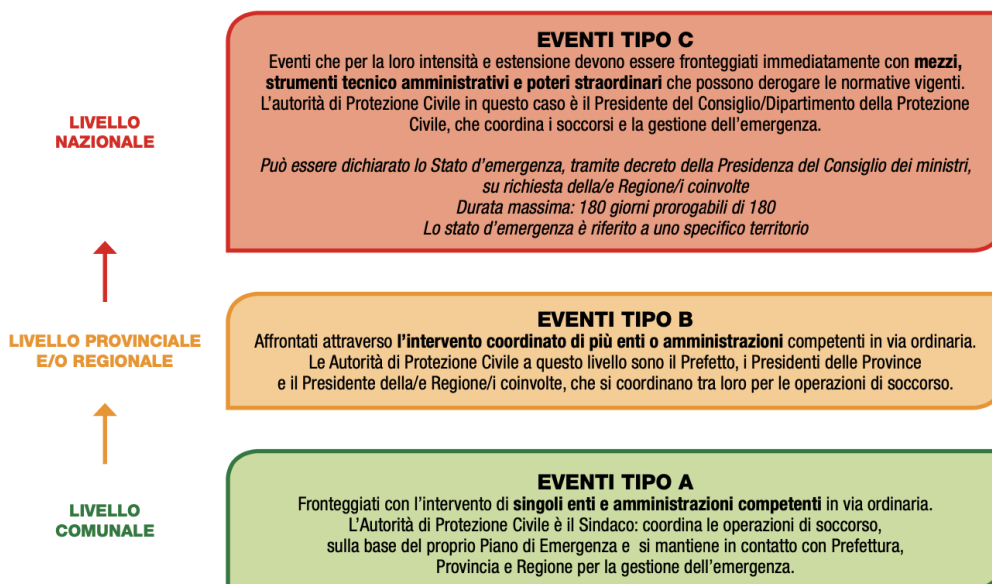 EVENTI TIPO C
Eventi che per la loro intensità e estensione devono essere fronteggiati immediatamente con mezzi,
strumenti tecnico amministrativi e poteri straordinari che possono derogare le normative vigenti.
L'autorità di Protezione Civile in questo caso è il Presidente del Consiglio/Dipartimento della Protezione
Civile, che coordina i soccorsi e la gestione dell'emergenza.
Può essere dichiarato lo Stato d'emergenza, tramite decreto della Presidenza del Consiglio dei ministri,
su richiesta della/e Regione/i coinvolte
Durata massima: 180 giorni prorogabili di 180
Lo stato d'emergenza è riferito a uno specifico territorio
LIVELLO
NAZIONALE
EVENTI TIPO B
Affrontati attraverso l'intervento coordinato di più enti o amministrazioni competenti in via ordinaria.
Le Autorità di Protezione Civile a questo livello sono il Prefetto, i Presidenti delle Province
e il Presidente della/e Regione/i coinvolte, che si coordinano tra loro per le operazioni di soccorso.
LIVELLO PROVINCIALE
E/O REGIONALE
EVENTI TIPO A
Fronteggiati con l'intervento di singoli enti e amministrazioni competenti in via ordinaria.
L'Autorità di Protezione Civile è il Sindaco: coordina le operazioni di soccorso,
sulla base del proprio Piano di Emergenza e si mantiene in contatto con Prefettura,
Provincia e Regione per la gestione dell'emergenza.
LIVELLO
COMUNALE